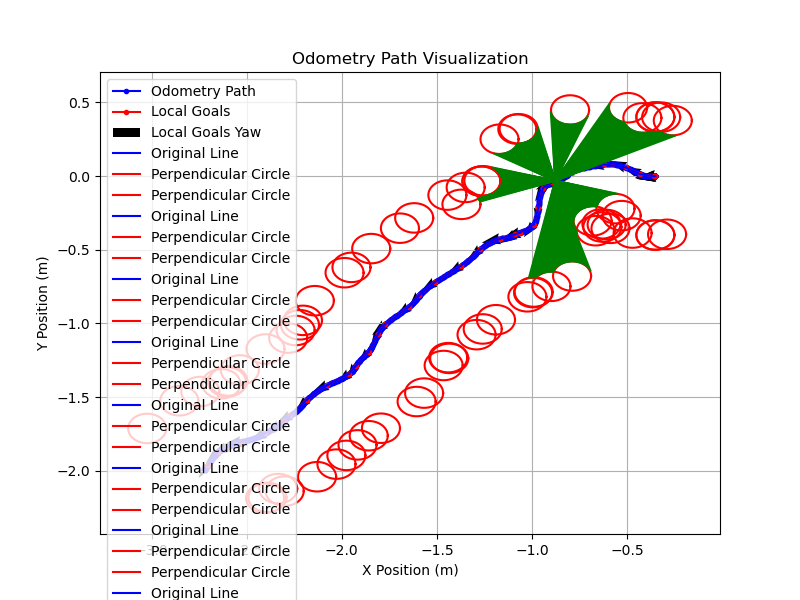 Odometry Path Visualization
Y Position (m)
0.5
0.0
−0.5
−1.0
−1.5
−2.0
Odometry Path
Local Goals
Local Goals Yaw
Original Line
Perpendicular Circle
Perpendicular Circle
Original Line
Perpendicular Circle
Perpendicular Circle
Original Line
Perpendicular Circle
Perpendicular Circle
Original Line
Perpendicular Circle
Perpendicular Circle
Original Line
Perpendicular Circle
Perpendicular Circle
Original Line
Perpendicular Circle
Perpendicular Circle
Original Line
Perpendicular Circle
Perpendicular Circle
Original Line
−2.0 −1.5 −1.0 −0.5
X Position (m)